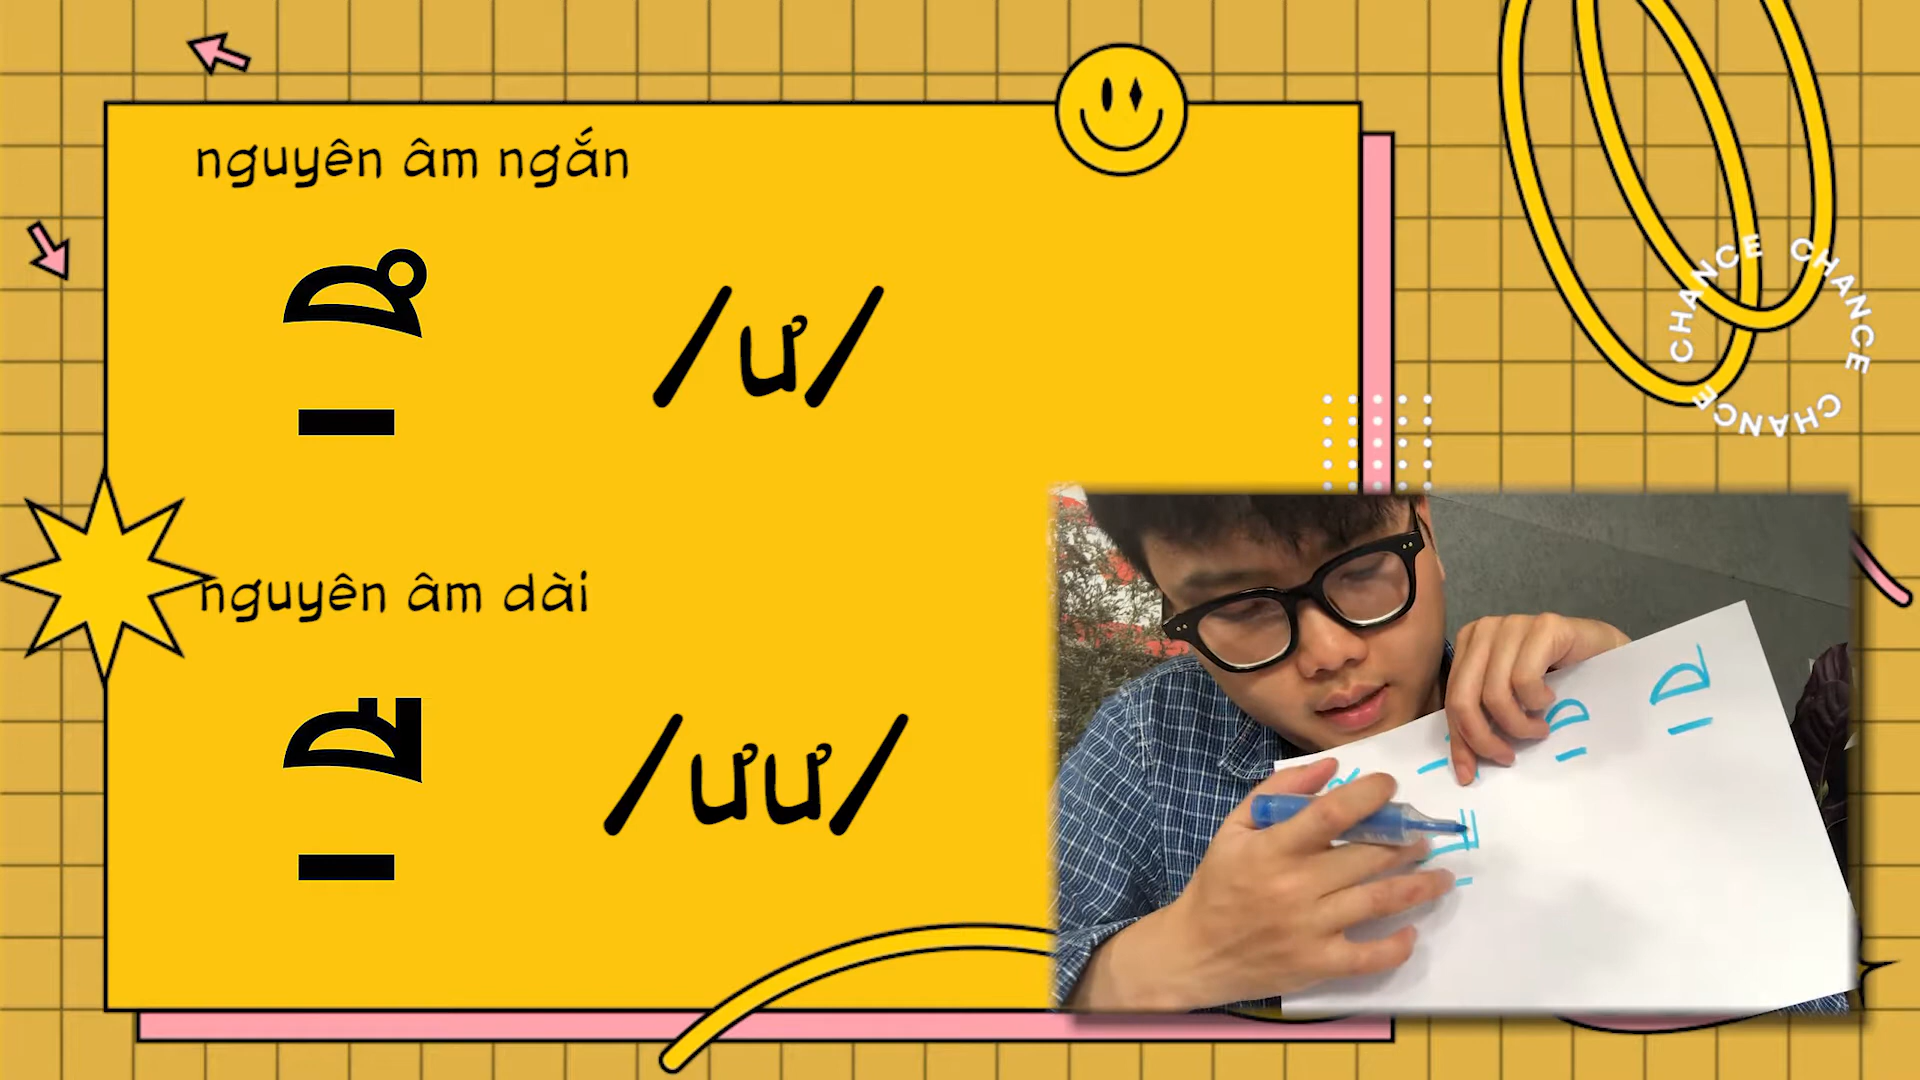 nguyên âm ngắn
-ึ /ư/
nguyên âm dài
-ื /ưư/
CHANCE CHANCE CHANCE